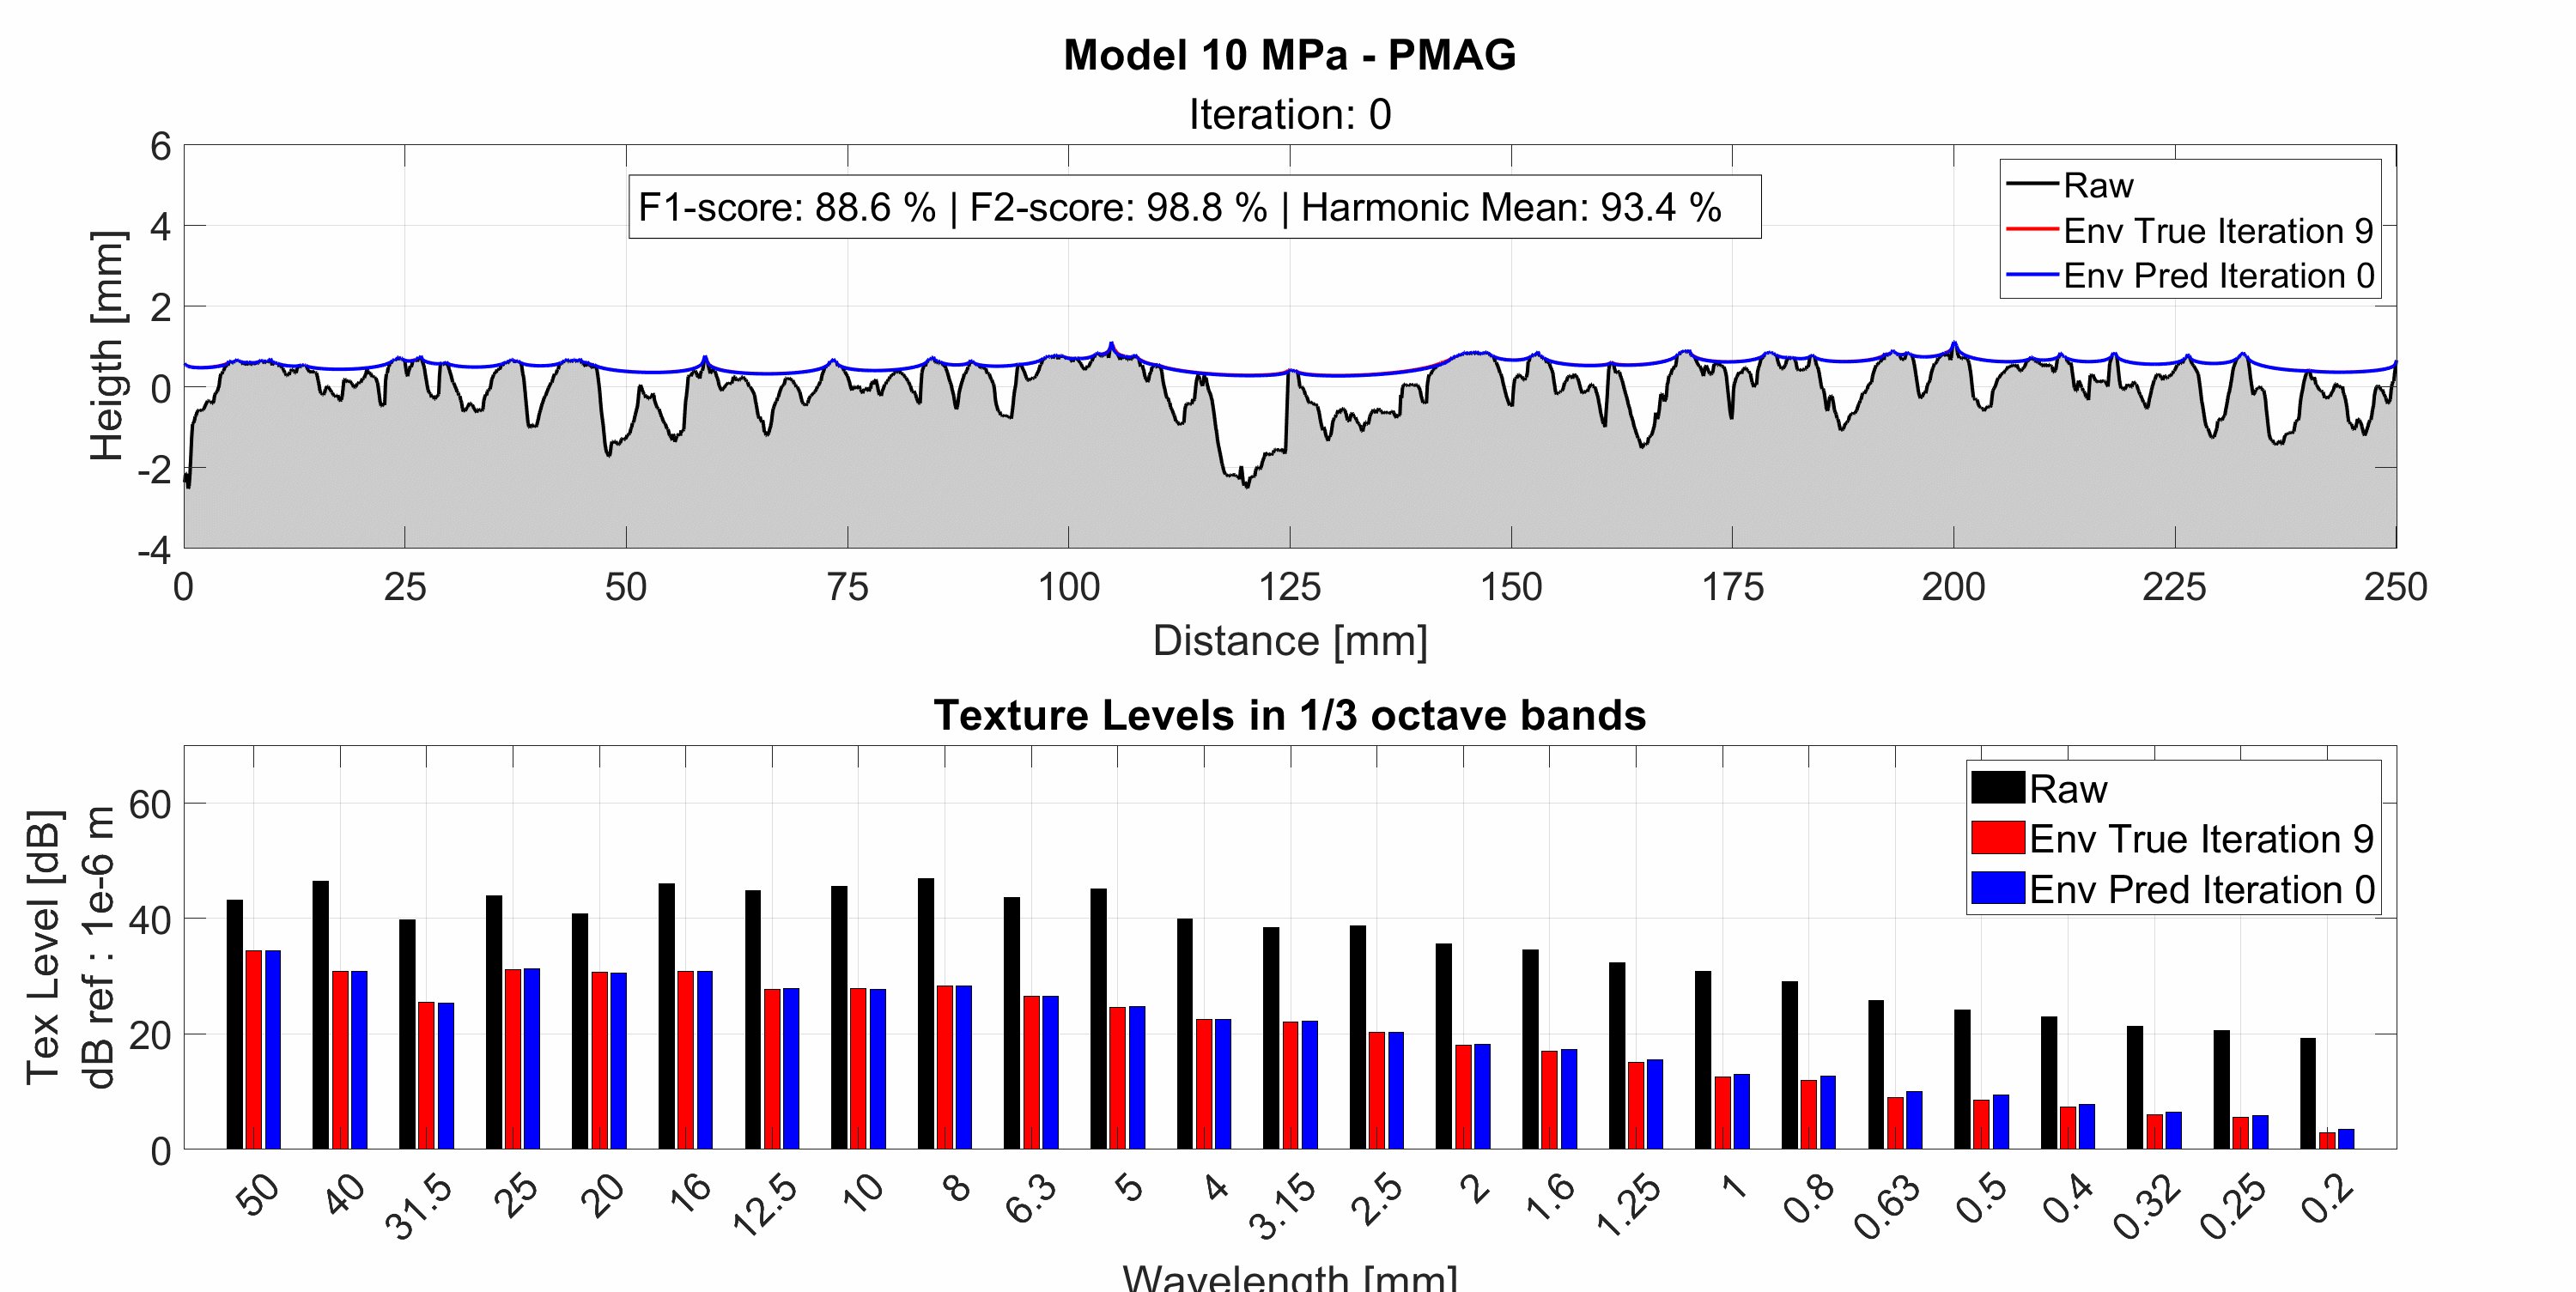 Model 10 MPa - PMAG
Iteration: 0
6
4
2
0
-2
-4
Heigth [mm]
F1-score: 88.6 % | F2-score: 98.8 % | Harmonic Mean: 93.4 %
Raw
Env True Iteration 9
Env Pred Iteration 0
0 25 50 75 100 125 150 175 200 225 250
Distance [mm]
Texture Levels in 1/3 octave bands
Tex Level [dB]
dB ref : 1e-6 m
60
40
20
0
Raw
Env True Iteration 9
Env Pred Iteration 0
50 40 31.5 25 20 16 12.5 10 8 6.3 5 4 3.15 2.5 2 1.6 1.25 1 0.8 0.63 0.5 0.4 0.32 0.25 0.2
Wavelength [mm]